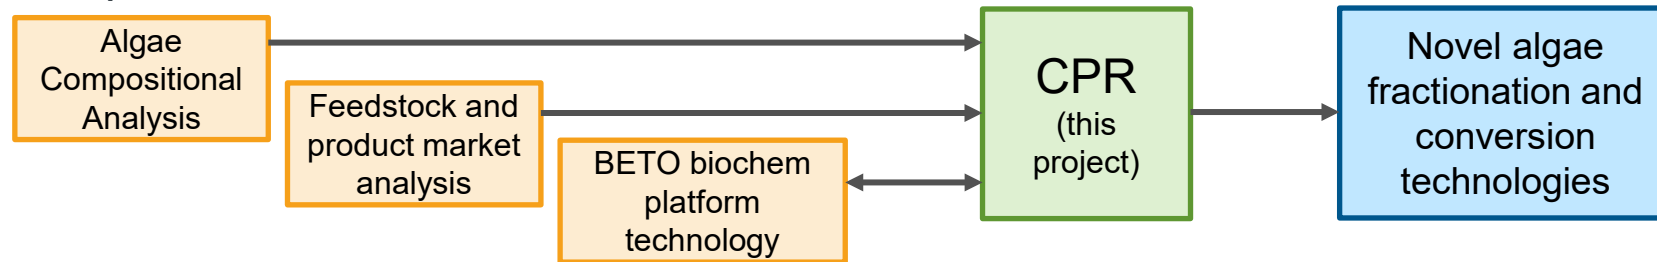 Algae
Compositional
Analysis
Feedstock and
product market
analysis
BETO biochem
platform
technology
CPR
(this
project)
Novel algae
fractionation and
conversion
technologies